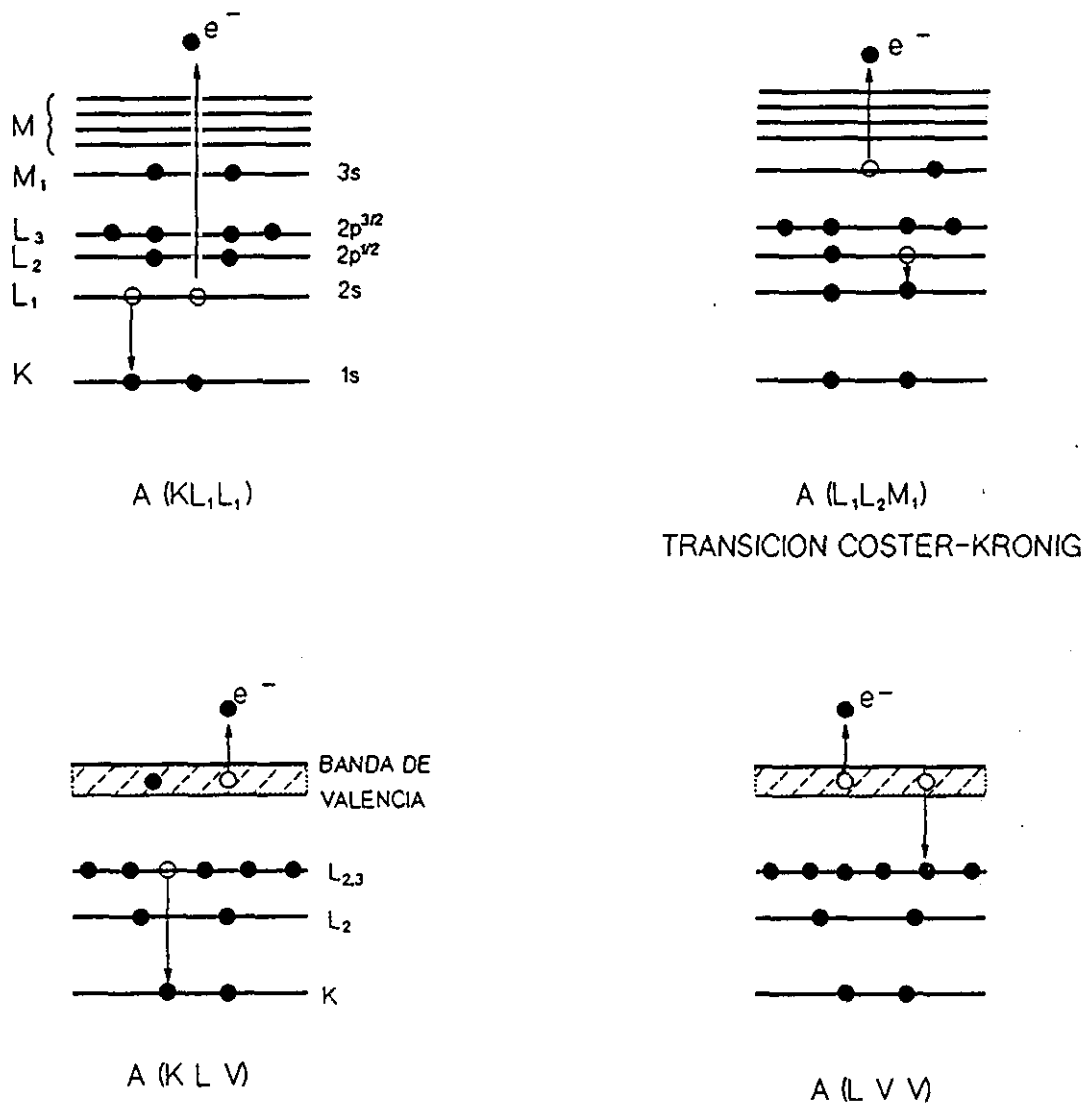 e⁻
M {
M₁ 3s
L₃ 2p³/²
L₂ 2p¹/²
L₁ 2s
K 1s
A (KL₁L₁)
e⁻
A (L₁L₂M₁)
TRANSICION COSTER-KRONIG
e⁻
BANDA DE
VALENCIA
L₂,₃
L₂
K
A (K L V)
e⁻
A (L V V)